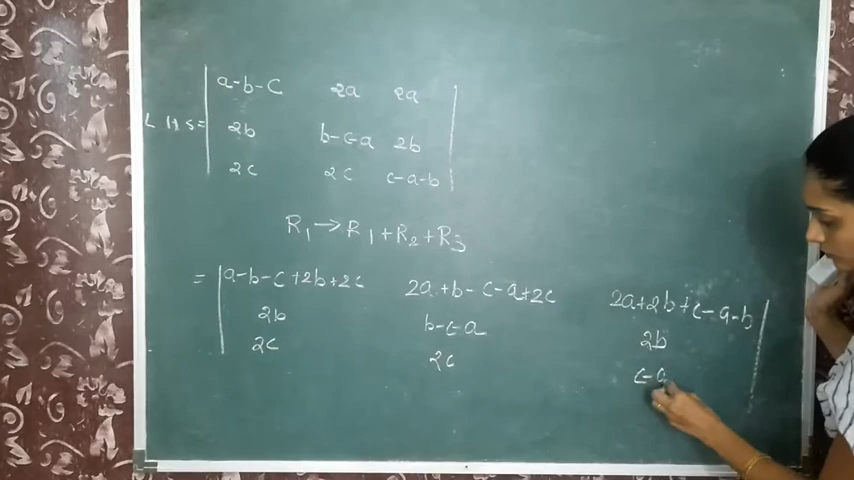 a-b-c 2a 2a
L H S = 2b b-c-a 2b
2c 2c c-a-b
R1 → R1 + R2 + R3
= a-b-c+2b+2c 2a+b-c-a+2c 2a+2b+c-a-b
2b b-c-a 2b
2c 2c c-a